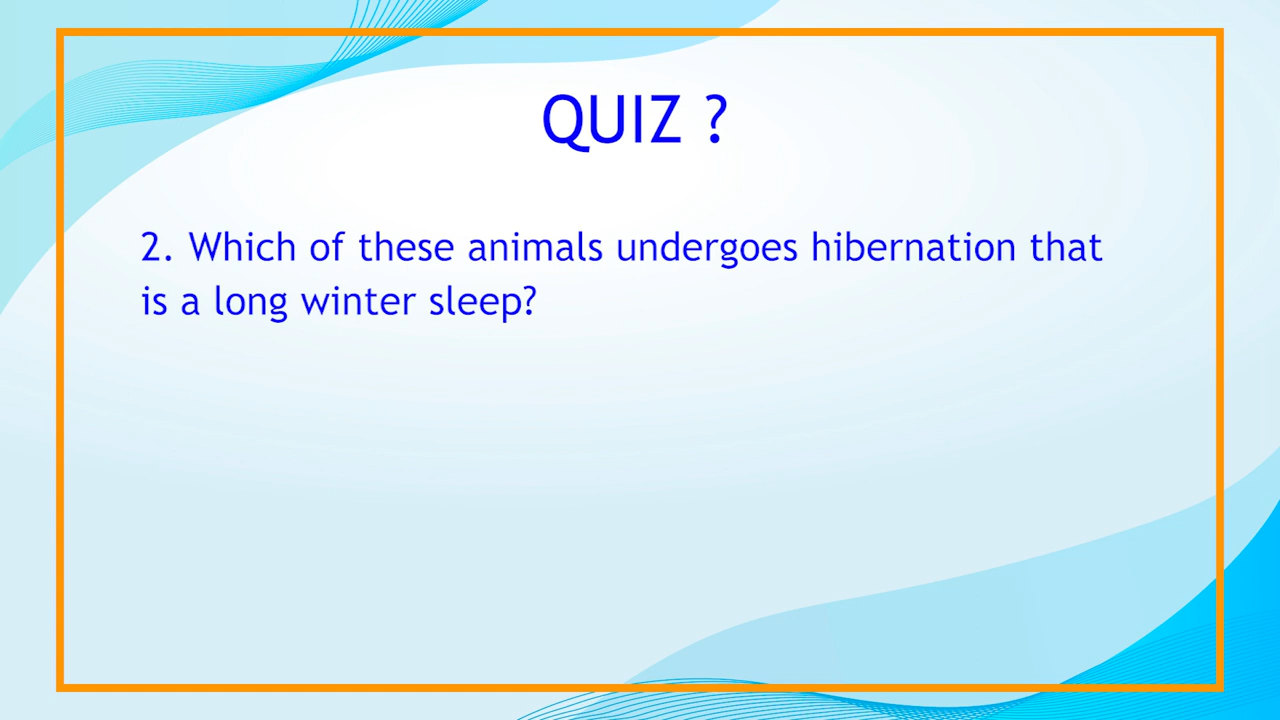 QUIZ ?
2. Which of these animals undergoes hibernation that
is a long winter sleep?